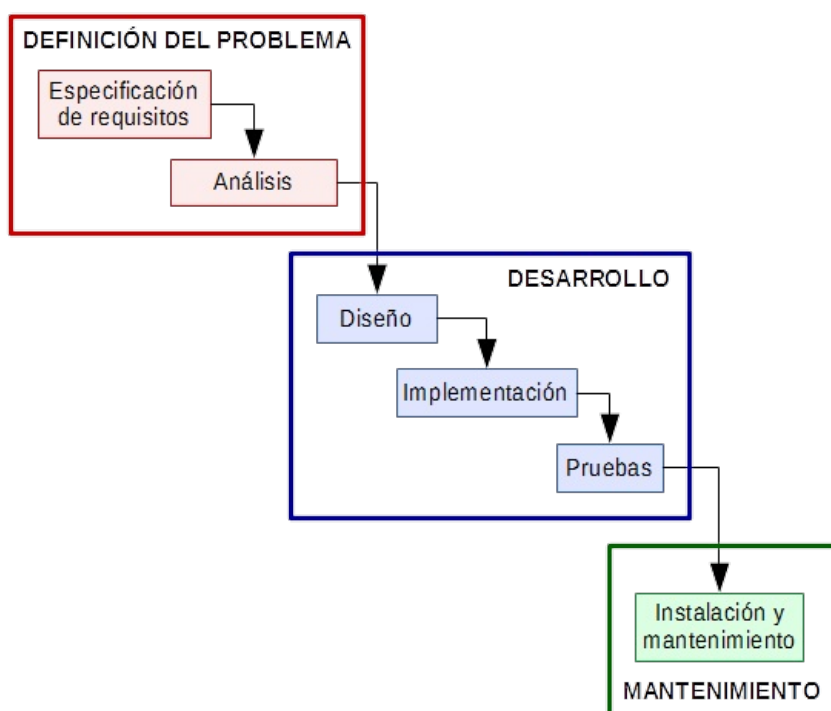 DEFINICIÓN DEL PROBLEMA
Especificación
de requisitos
Análisis
DESARROLLO
Diseño
Implementación
Pruebas
Instalación y
mantenimiento
MANTENIMIENTO